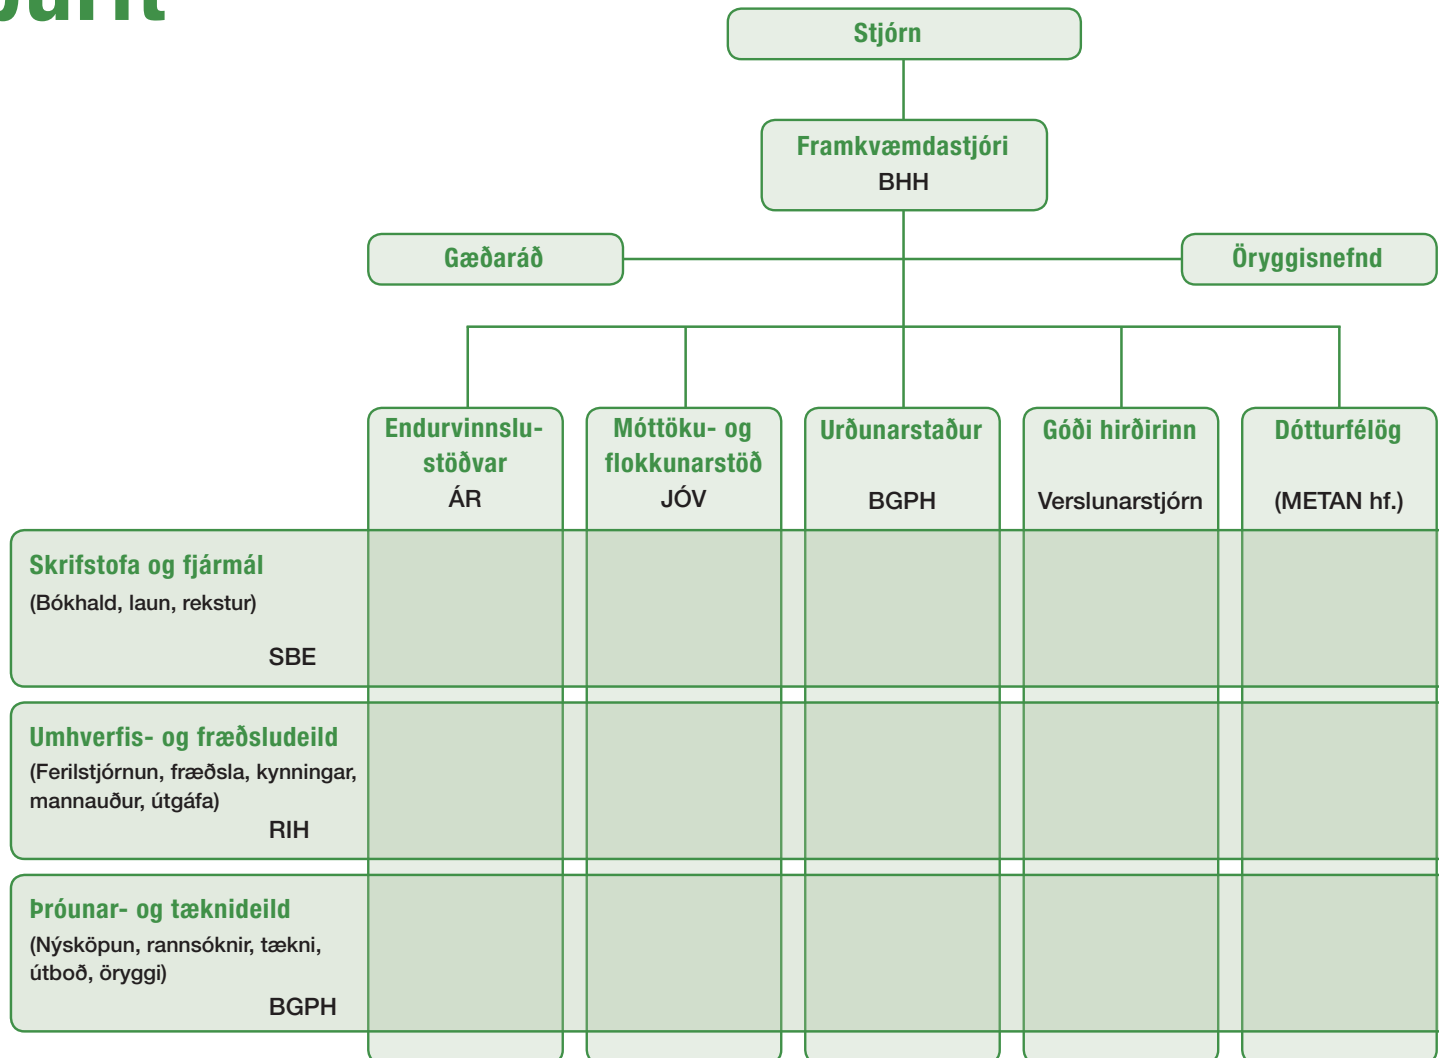 Stjórn
Framkvæmdastjóri
BHH
Gæðaráð
Öryggisnefnd
Endurvinnslu-
stöðvar
ÁR
Móttöku- og
flokkunarstöð
JÓV
Urðunarstaður
BGPH
Góði hirðirinn
Verslunarstjórn
Dótturfélög
(METAN hf.)
Skrifstofa og fjármál
(Bókhald, laun, rekstur)
SBE
Umhverfis- og fræðsludeild
(Ferilstjórnun, fræðsla, kynningar,
mannauður, útgáfa)
RIH
Þróunar- og tæknideild
(Nýsköpun, rannsóknir, tækni,
útboð, öryggi)
BGPH